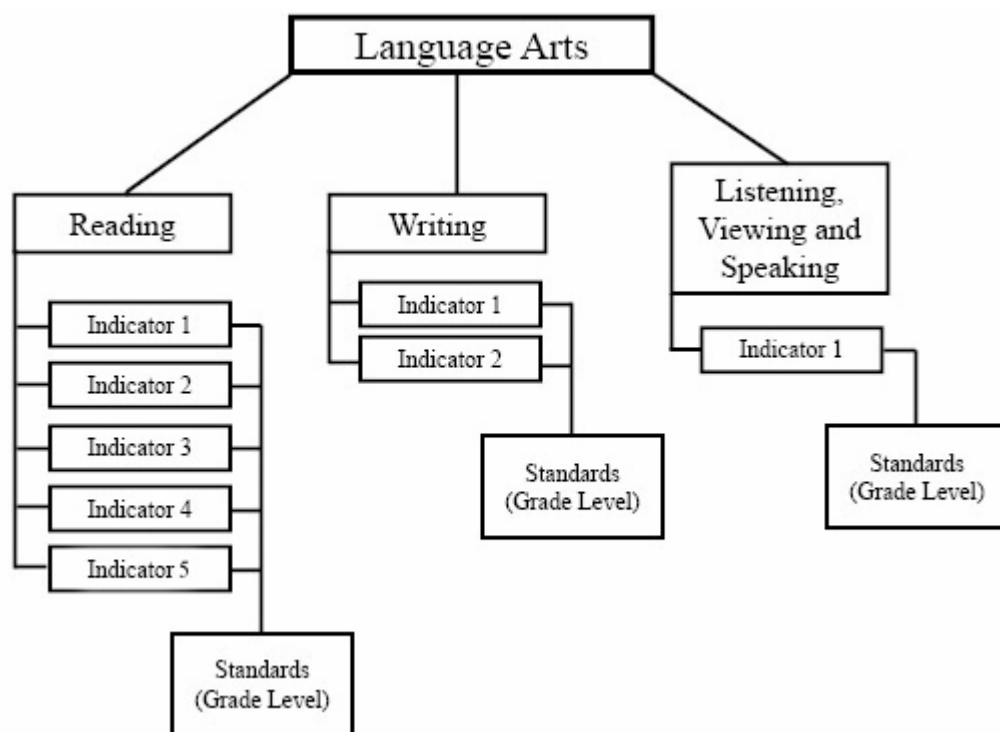 Language Arts
Reading
Indicator 1
Indicator 2
Indicator 3
Indicator 4
Indicator 5
Standards
(Grade Level)
Writing
Indicator 1
Indicator 2
Standards
(Grade Level)
Listening,
Viewing and
Speaking
Indicator 1
Standards
(Grade Level)